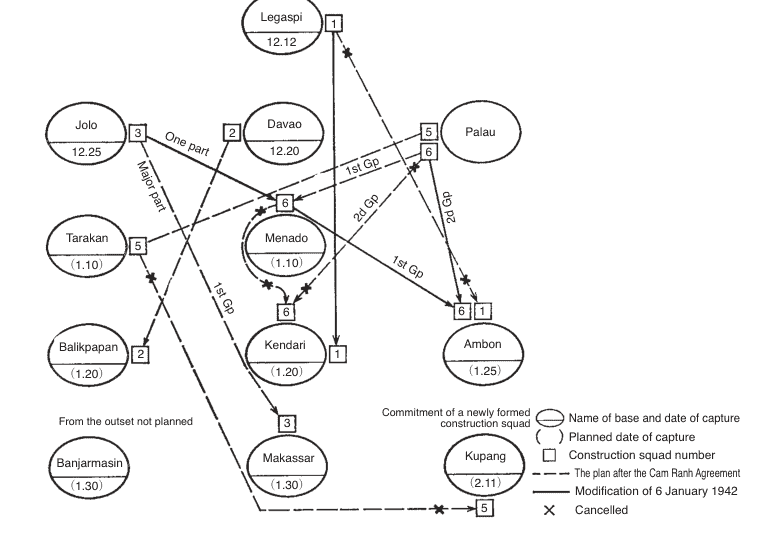 Legaspi
12.12
1
Jolo
12.25
3
2
Davao
12.20
5
6
Palau
One part
Major part
1st Gp
2d Gp
2d Gp
6
Tarakan
(1.10)
5
Menado
(1.10)
1st Gp
1st Gp
6
6
1
Balikpapan
(1.20)
2
Kendari
(1.20)
1
Ambon
(1.25)
From the outset not planned
3
Commitment of a newly formed
construction squad
Banjarmasin
(1.30)
Makassar
(1.30)
Kupang
(2.11)
5
Name of base and date of capture
( ) Planned date of capture
Construction squad number
The plan after the Cam Ranh Agreement
Modification of 6 January 1942
Cancelled